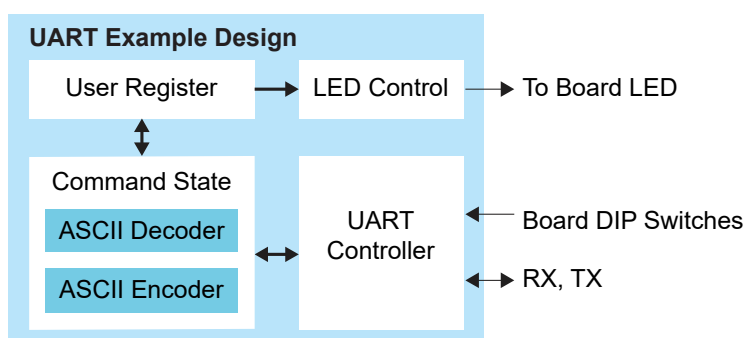 UART Example Design
User Register
LED Control
To Board LED
Command State
ASCII Decoder
ASCII Encoder
UART
Controller
Board DIP Switches
RX, TX